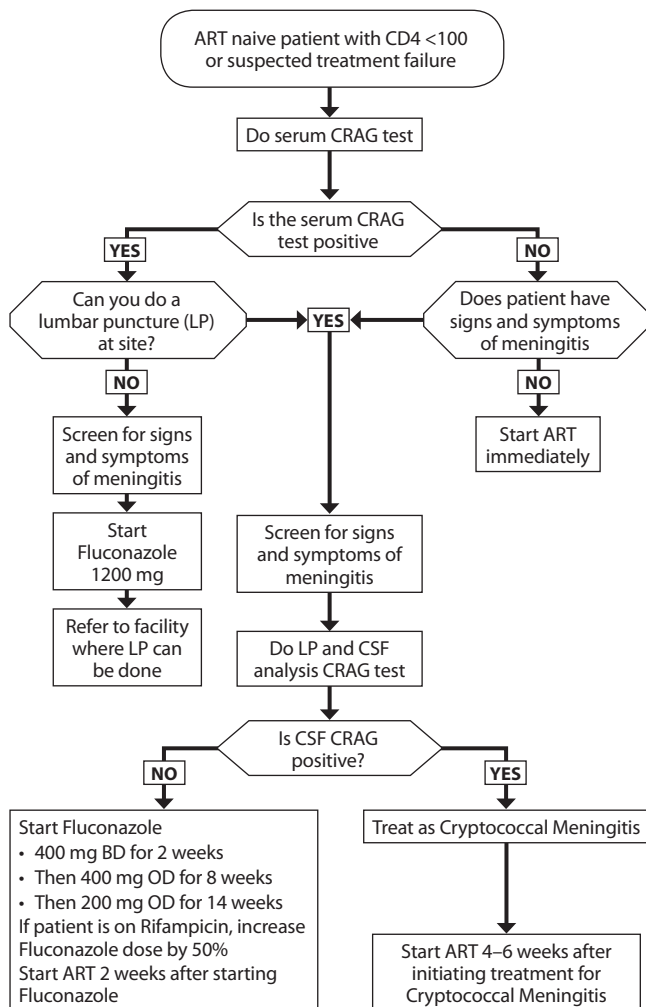 ART naive patient with CD4 <100
or suspected treatment failure
Do serum CRAG test
Is the serum CRAG
test positive
YES
NO
Can you do a
lumbar puncture (LP)
at site?
YES
Does patient have
signs and symptoms
of meningitis
NO
NO
Screen for signs
and symptoms
of meningitis
Start ART
immediately
Start
Fluconazole
1200 mg
Screen for signs
and symptoms of
meningitis
Refer to facility
where LP can
be done
Do LP and CSF
analysis CRAG test
Is CSF CRAG
positive?
NO
YES
Start Fluconazole
• 400 mg BD for 2 weeks
• Then 400 mg OD for 8 weeks
• Then 200 mg OD for 14 weeks
If patient is on Rifampicin, increase
Fluconazole dose by 50%
Start ART 2 weeks after starting
Fluconazole
Treat as Cryptococcal Meningitis
Start ART 4–6 weeks after
initiating treatment for
Cryptococcal Meningitis